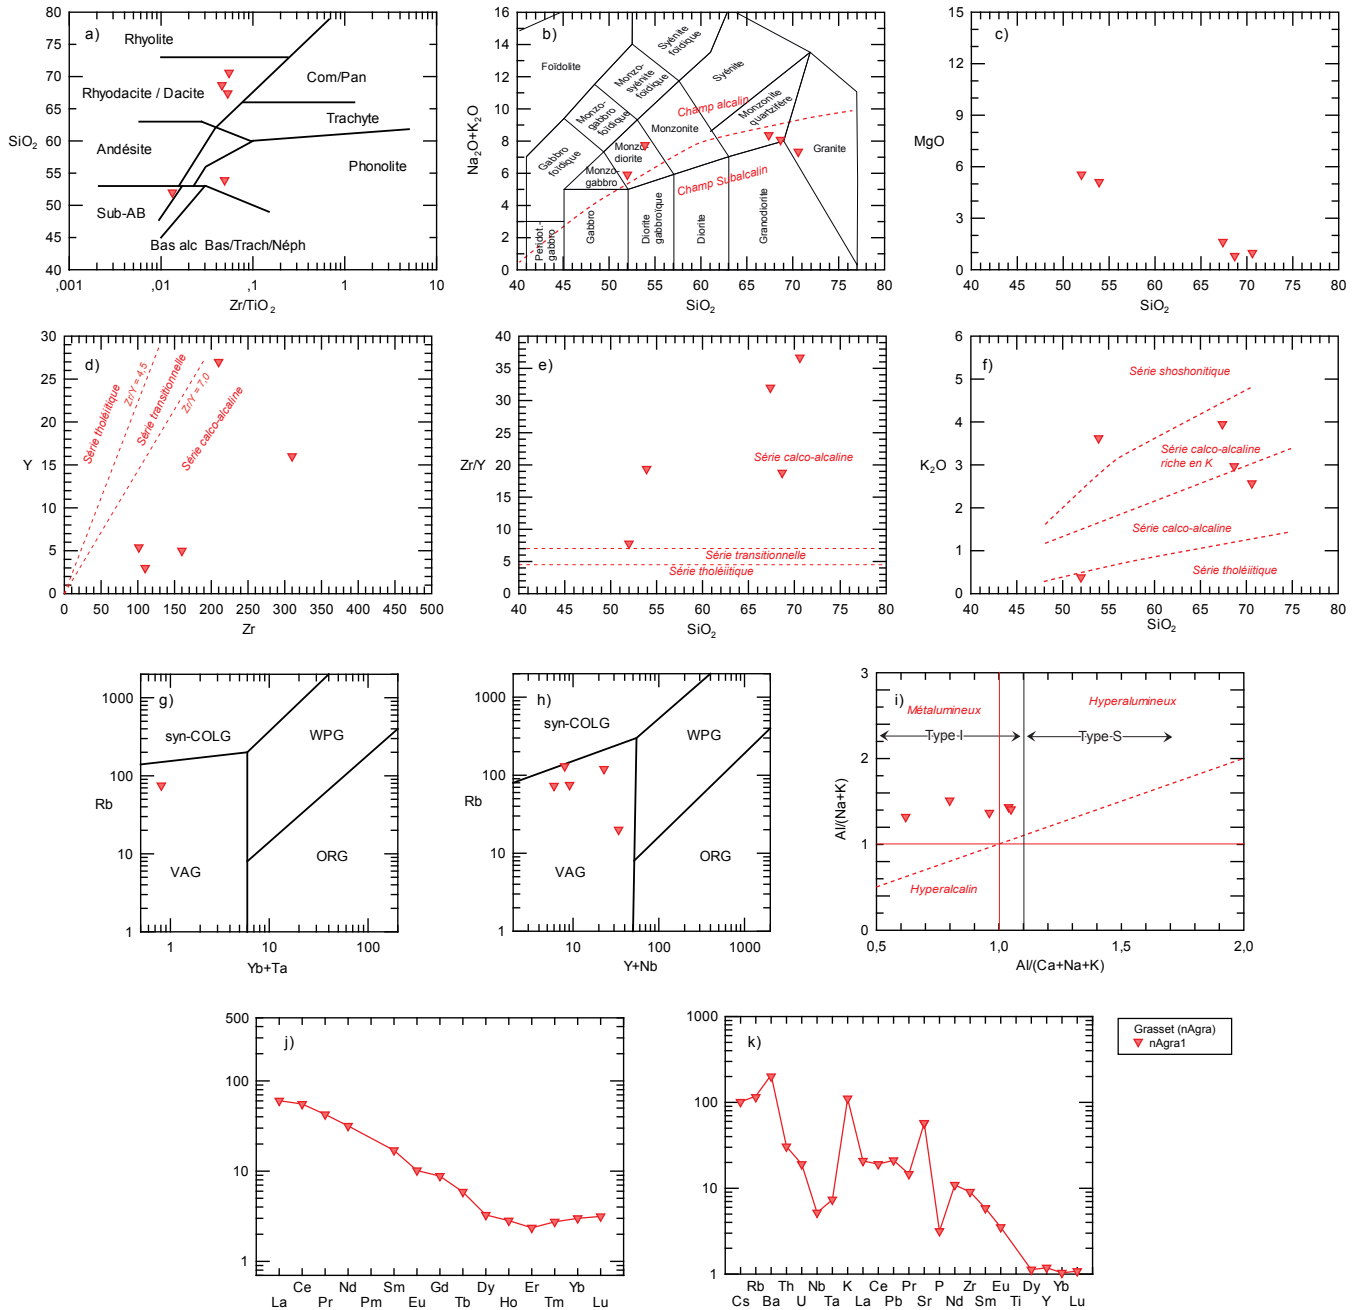 a)
80
75
70
65
60
55
50
45
40
SiO2
Rhyolite
Com/Pan
Rhyodacite / Dacite
Trachyte
Andésite
Phonolite
Sub-AB
Bas alc
Bas/Trach/Néph
,001
,01
0,1
1
10
Zr/TiO2
b)
16
14
12
10
8
6
4
2
0
Na2O+K2O
Foïdolite
Syénite
foïdique
Monzo-
syénite
foïdique
Syénite
Monzo-
gabbro
foïdique
Champ alcalin
Monzonite
quartzifère
Monzonite
Gabbro
foïdique
Monzo-
diorite
Monzo-
gabbro
Champ Subalcalin
Granite
Peridot.-
gabbro
Gabbro
Diorite
gabbroïque
Diorite
Granodiorite
40 45 50 55 60 65 70 75 80
SiO2
c)
16
15
12
9
6
3
0
MgO
40 45 50 55 60 65 70 75 80
SiO2
d)
30
25
20
15
10
5
0
Y
Série tholéiitique
Zr/Y = 4,5
Série transitionnelle
Zr/Y = 7,0
Série calco-alcaline
0 50 100 150 200 250 300 350 400 450 500
Zr
e)
40
35
30
25
20
15
10
5
0
Zr/Y
Série calco-alcaline
Série transitionnelle
Série tholéiitique
40 45 50 55 60 65 70 75 80
SiO2
f)
6
5
4
3
2
1
0
K2O
Série shoshonitique
Série calco-alcaline
riche en K
Série calco-alcaline
Série tholéiitique
40 45 50 55 60 65 70 75 80
SiO2
g)
1000
100
10
1
Rb
syn-COLG
WPG
VAG
ORG
1 10 100
Yb+Ta
h)
1000
100
10
1
Rb
syn-COLG
WPG
VAG
ORG
10 100 1000
Y+Nb
i)
3
2
1
0
Al/(Na+K)
Métalumineux
Hyperalumineux
Type-I
Type-S
Hyperalcalin
0,5 1,0 1,5 2,0
Al/(Ca+Na+K)
j)
500
100
10
1
Ce Nd Sm Gd Dy Er Yb
La Pr Pm Eu Tb Ho Tm Lu
k)
1000
100
10
1
Rb Th Nb K Ce Pr P Zr Eu Dy Yb
Cs Ba U Ta La Pb Sr Nd Sm Ti Y Lu
Grasset (nAgra)
nAgra1